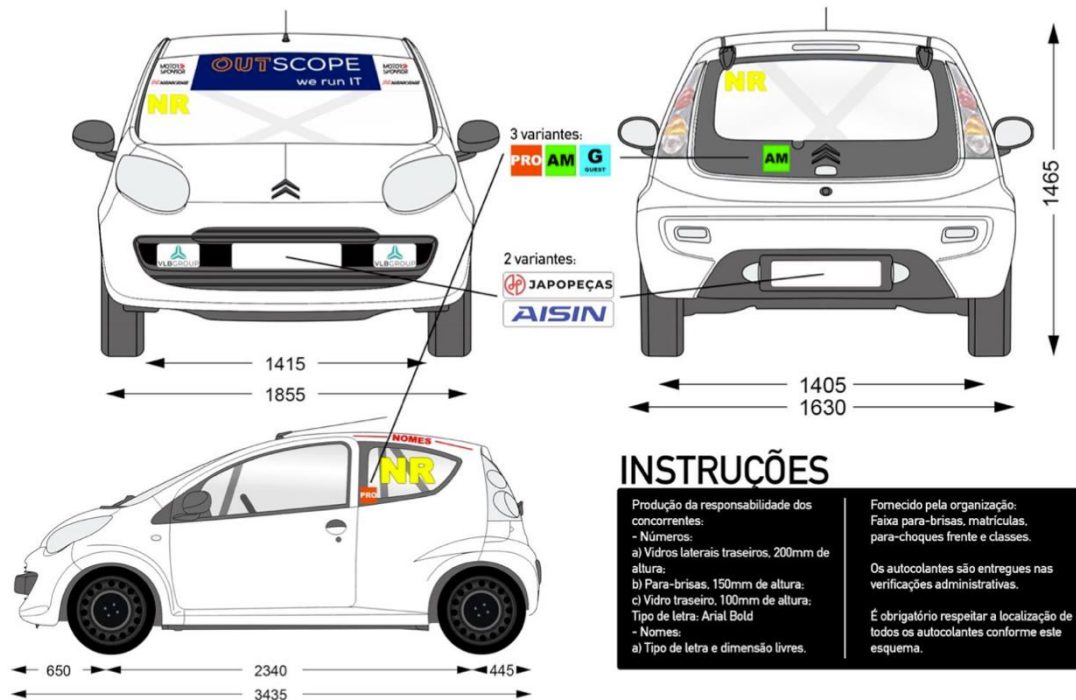 OUTSCOPE
we run IT
MOTOR
SPONSOR
MOTOR
SPONSOR
NR
NR
3 variantes:
PRO AM G
GUEST
AM
VLBGROUP
VLBGROUP
2 variantes:
JAPOPEÇAS
AISIN
1465
1415
1855
1405
1630
NOMES
NR
PRO
650
2340
445
3435
INSTRUÇÕES
Produção da responsabilidade dos
concorrentes:
- Números:
a) Vidros laterais traseiros, 200mm de
altura;
b) Para-brisas, 150mm de altura;
c) Vidro traseiro, 100mm de altura;
Tipo de letra: Arial Bold
- Nomes:
a) Tipo de letra e dimensão livres.
Fornecido pela organização:
Faixa para-brisas, matrículas,
para-choques frente e classes.
Os autocolantes são entregues nas
verificações administrativas.
É obrigatório respeitar a localização de
todos os autocolantes conforme este
esquema.